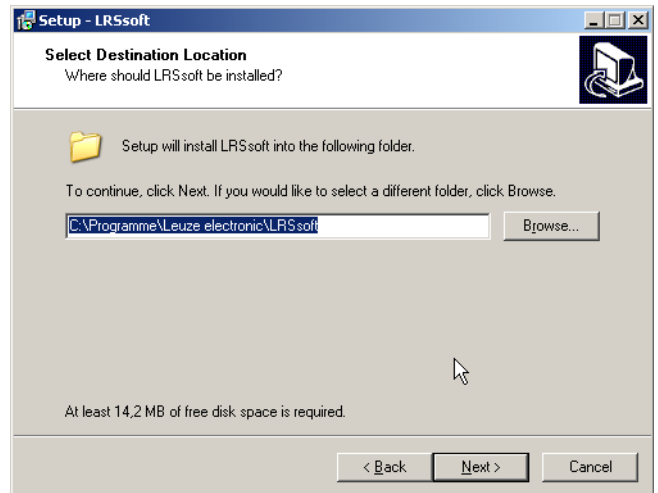 Setup - LRSsoft
Select Destination Location
Where should LRSsoft be installed?
Setup will install LRSsoft into the following folder.
To continue, click Next. If you would like to select a different folder, click Browse.
C:\Programme\Leuze electronic\LRSsoft
Browse...
At least 14,2 MB of free disk space is required.
< Back
Next >
Cancel